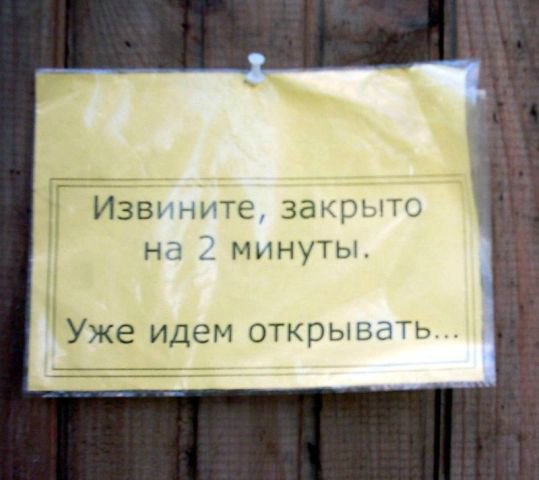 Извините, закрыто
на 2 минуты.
Уже идем открывать...